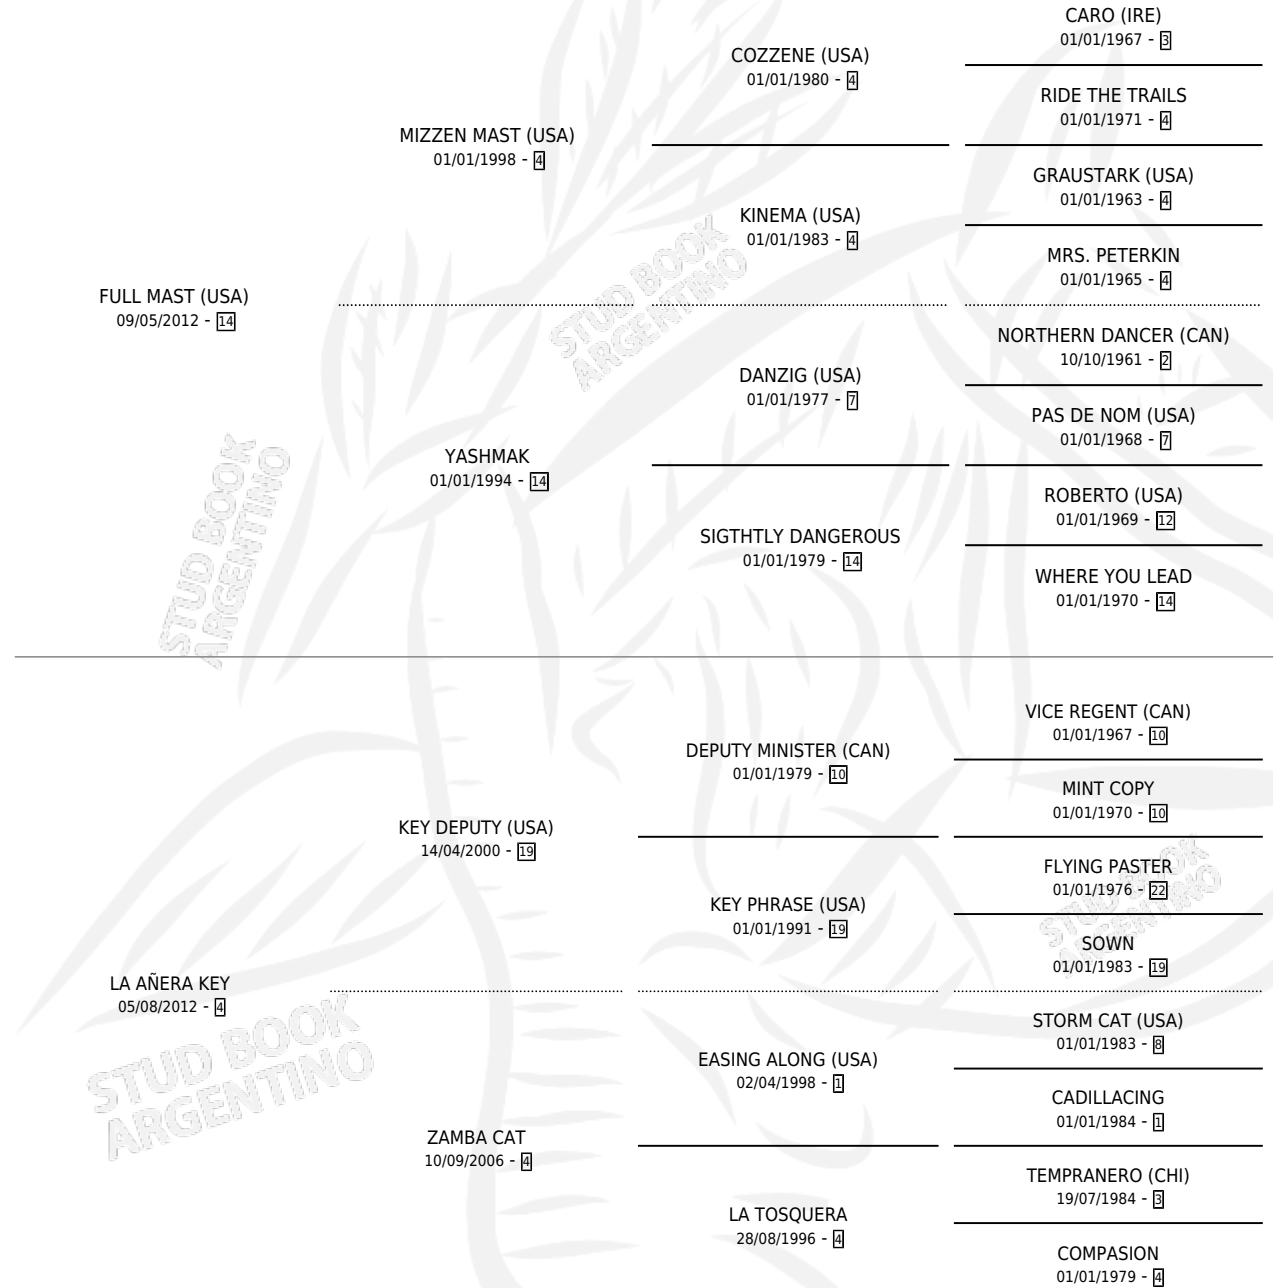 CARO (IRE)
01/01/1967 - 3
COZZENE (USA)
01/01/1980 - 4
RIDE THE TRAILS
01/01/1971 - 4
MIZZEN MAST (USA)
01/01/1998 - 4
GRAUSTARK (USA)
01/01/1963 - 4
KINEMA (USA)
01/01/1983 - 4
MRS. PETERKIN
01/01/1965 - 4
FULL MAST (USA)
09/05/2012 - 14
NORTHERN DANCER (CAN)
10/10/1961 - 2
DANZIG (USA)
01/01/1977 - 7
PAS DE NOM (USA)
01/01/1968 - 7
YASHMAK
01/01/1994 - 14
ROBERTO (USA)
01/01/1969 - 12
SIGTHTLY DANGEROUS
01/01/1979 - 14
WHERE YOU LEAD
01/01/1970 - 14
VICE REGENT (CAN)
01/01/1967 - 10
DEPUTY MINISTER (CAN)
01/01/1979 - 10
MINT COPY
01/01/1970 - 10
KEY DEPUTY (USA)
14/04/2000 - 19
FLYING PASTER
01/01/1976 - 22
KEY PHRASE (USA)
01/01/1991 - 19
SOWN
01/01/1983 - 19
LA AÑERA KEY
05/08/2012 - 4
STORM CAT (USA)
01/01/1983 - 8
EASING ALONG (USA)
02/04/1998 - 1
CADILLACING
01/01/1984 - 1
ZAMBA CAT
10/09/2006 - 4
TEMPRANERO (CHI)
19/07/1984 - 3
LA TOSQUERA
28/08/1996 - 4
COMPASION
01/01/1979 - 4
STUD BOOK
ARGENTINO
STUD BOOK
ARGENTINO
STUD BOOK
ARGENTINO
STUD BOOK
ARGENTINO